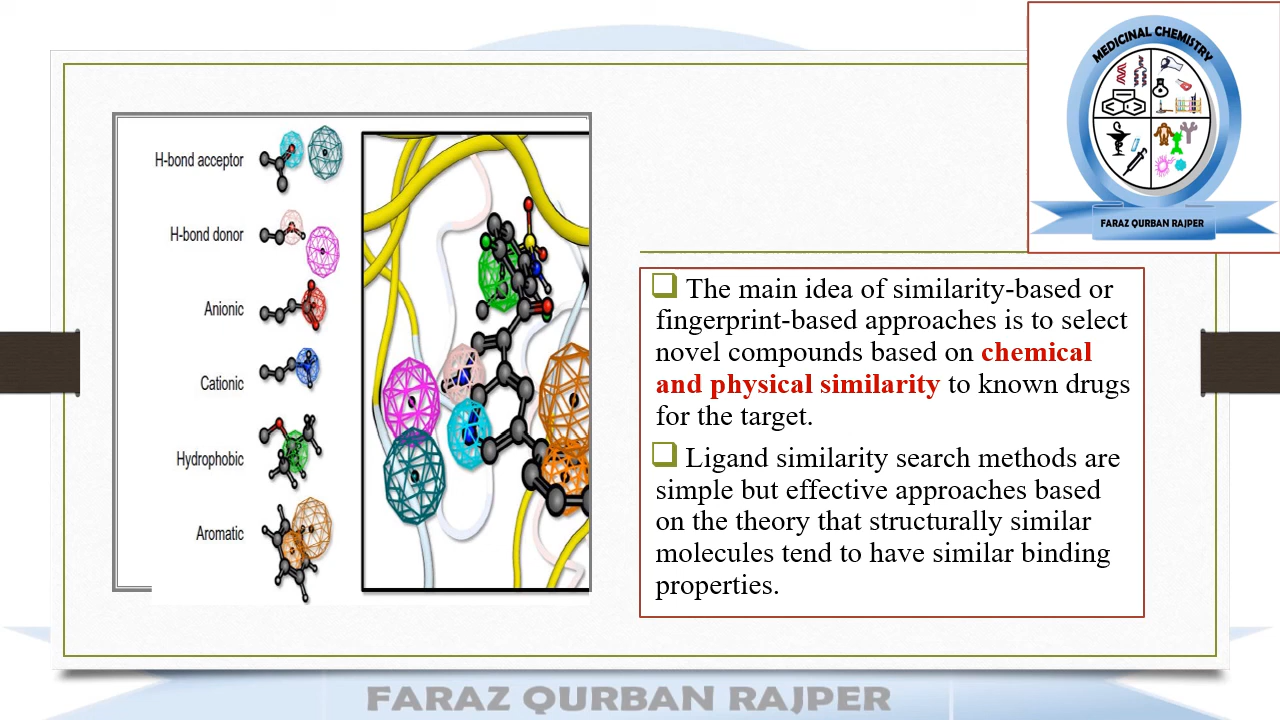 MEDICINAL CHEMISTRY
FARAZ QURBAN RAJPER
H-bond acceptor
H-bond donor
Anionic
Cationic
Hydrophobic
Aromatic
The main idea of similarity-based or
fingerprint-based approaches is to select
novel compounds based on chemical
and physical similarity to known drugs
for the target.
Ligand similarity search methods are
simple but effective approaches based
on the theory that structurally similar
molecules tend to have similar binding
properties.
FARAZ QURBAN RAJPER